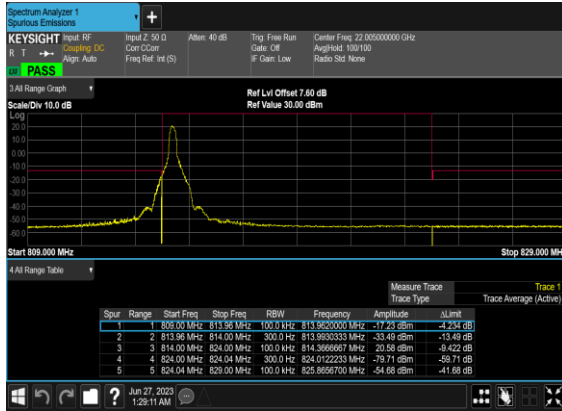 Spectrum Analyzer 1
Spurious Emissions
KEYSIGHT Input: RF Input Z: 50 Ω Atten: 40 dB Trig: Free Run Center Freq: 22.005000000 GHz
R T Coupling: DC Corr CCorr Gate: Off Avg|Hold: 100/100
Align: Auto Freq Ref: Int (S) IF Gain: Low Radio Std: None
PASS
3 All Range Graph Ref Lvl Offset 7.60 dB
Scale/Div 10.0 dB Ref Value 30.00 dBm
Log
20.0
10.0
0.00
-10.0
-20.0
-30.0
-40.0
-50.0
-60.0
Start 809.000 MHz Stop 829.000 MH
4 All Range Table
Measure Trace Trace 1
Trace Type Trace Average (Active)
Spur Range Start Freq Stop Freq RBW Frequency Amplitude ΔLimit
1 1 809.00 MHz 813.96 MHz 100.0 kHz 813.9620000 MHz -17.23 dBm -4.234 dB
2 2 813.96 MHz 814.00 MHz 300.0 Hz 813.9930333 MHz -33.49 dBm -13.49 dB
3 3 814.00 MHz 824.00 MHz 100.0 kHz 814.3666667 MHz 20.58 dBm -9.422 dB
4 4 824.00 MHz 824.04 MHz 300.0 Hz 824.0122233 MHz -79.71 dBm -59.71 dB
5 5 824.04 MHz 829.00 MHz 100.0 kHz 825.8656700 MHz -54.68 dBm -41.68 dB
? Jun 27, 2023
1:29:11 AM